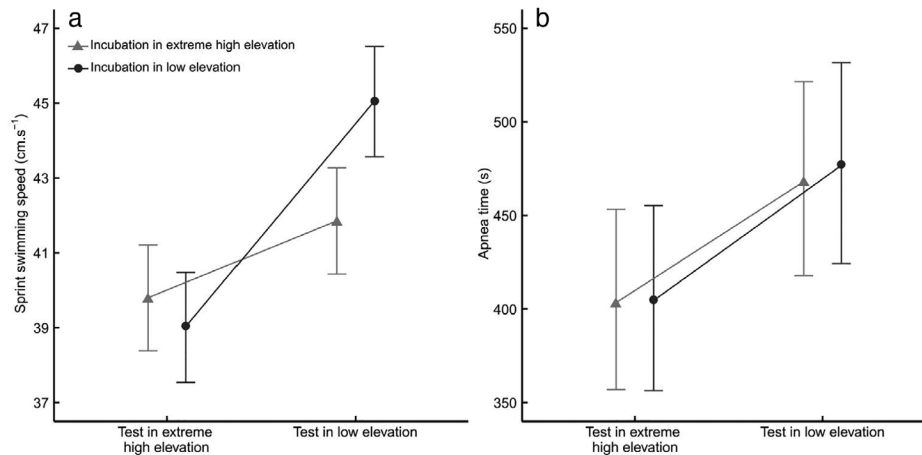 a
Sprint swimming speed (cm.s⁻¹)
47
45
43
41
39
37
Incubation in extreme high elevation
Incubation in low elevation
Test in extreme
high elevation
Test in low elevation
b
Apnea time (s)
550
500
450
400
350
Test in extreme
high elevation
Test in low elevation